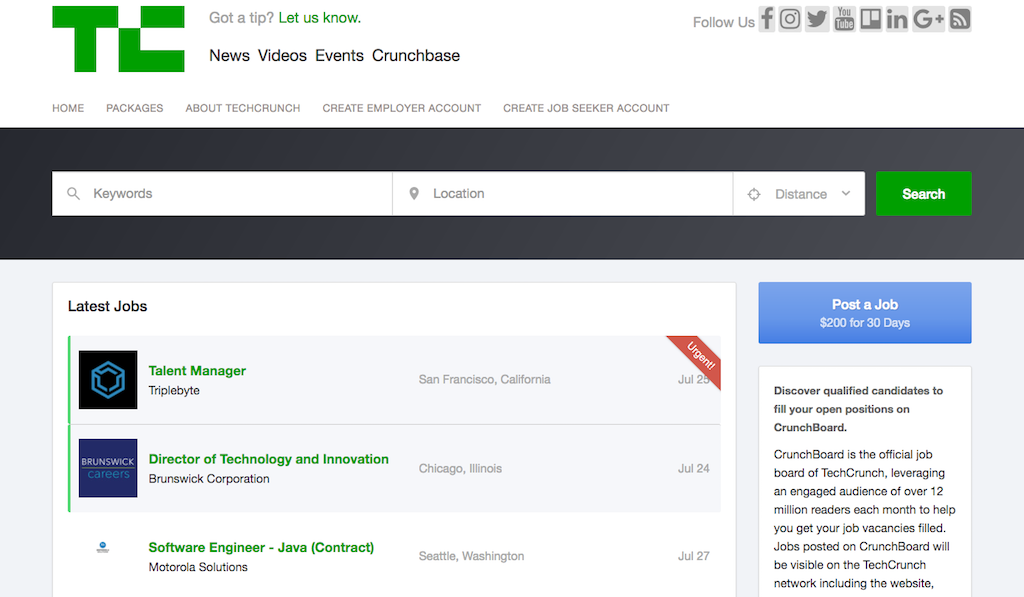 TC
Got a tip? Let us know.
Follow Us
You
Tube
in
G+
News Videos Events Crunchbase
HOME PACKAGES ABOUT TECHCRUNCH CREATE EMPLOYER ACCOUNT CREATE JOB SEEKER ACCOUNT
Keywords
Location
Distance
Search
Latest Jobs
Talent Manager
Triplebyte
San Francisco, California
Jul 25
Urgent!
BRUNSWICK
careers
Director of Technology and Innovation
Brunswick Corporation
Chicago, Illinois
Jul 24
Software Engineer - Java (Contract)
Motorola Solutions
Seattle, Washington
Jul 27
Post a Job
$200 for 30 Days
Discover qualified candidates to
fill your open positions on
CrunchBoard.
CrunchBoard is the official job
board of TechCrunch, leveraging
an engaged audience of over 12
million readers each month to help
you get your job vacancies filled.
Jobs posted on CrunchBoard will
be visible on the TechCrunch
network including the website,